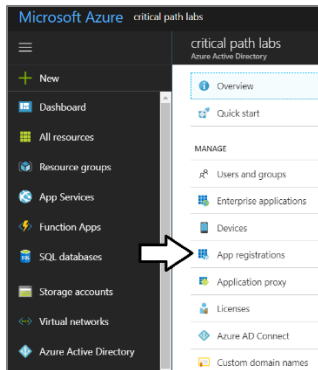 Microsoft Azure critical path labs
New
Dashboard
All resources
Resource groups
App Services
Function Apps
SQL databases
Storage accounts
Virtual networks
Azure Active Directory
critical path labs
Azure Active Directory
Overview
Quick start
MANAGE
Users and groups
Enterprise applications
Devices
App registrations
Application proxy
Licenses
Azure AD Connect
Custom domain names